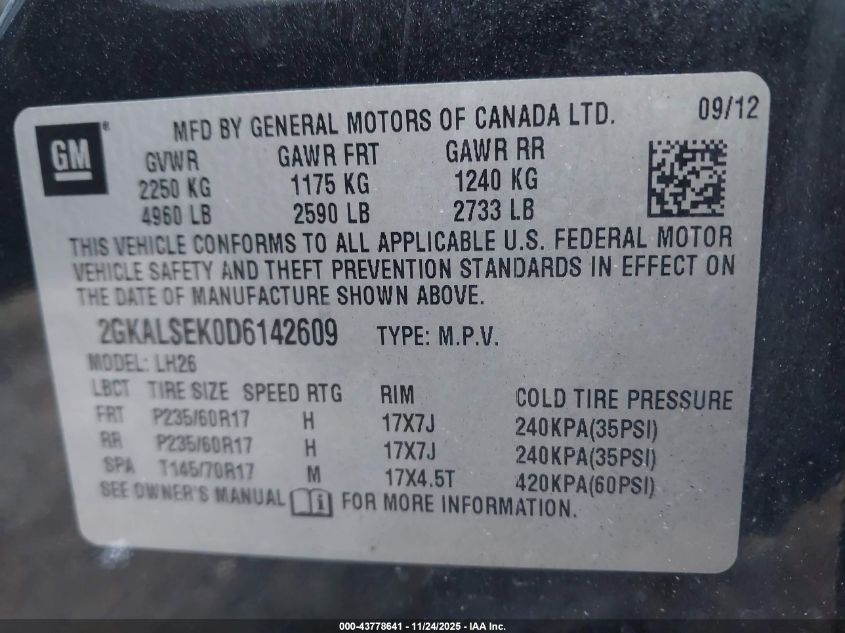 09/12
MFD BY GENERAL MOTORS OF CANADA LTD.
GM®
GVWR GAWR FRT GAWR RR
2250 KG 1175 KG 1240 KG
4960 LB 2590 LB 2733 LB
THIS VEHICLE CONFORMS TO ALL APPLICABLE U.S. FEDERAL MOTOR
VEHICLE SAFETY AND THEFT PREVENTION STANDARDS IN EFFECT ON
THE DATE OF MANUFACTURE SHOWN ABOVE.
2GKALSEK0D6142609 TYPE: M.P.V.
MODEL: LH26
LBCT TIRE SIZE SPEED RTG RIM COLD TIRE PRESSURE
FRT P235/60R17 H 17X7J 240KPA(35PSI)
RR P235/60R17 H 17X7J 240KPA(35PSI)
SPA T145/70R17 M 17X4.5T 420KPA(60PSI)
SEE OWNER'S MANUAL i FOR MORE INFORMATION.
000-43778641 - 11/24/2025 - IAA Inc.